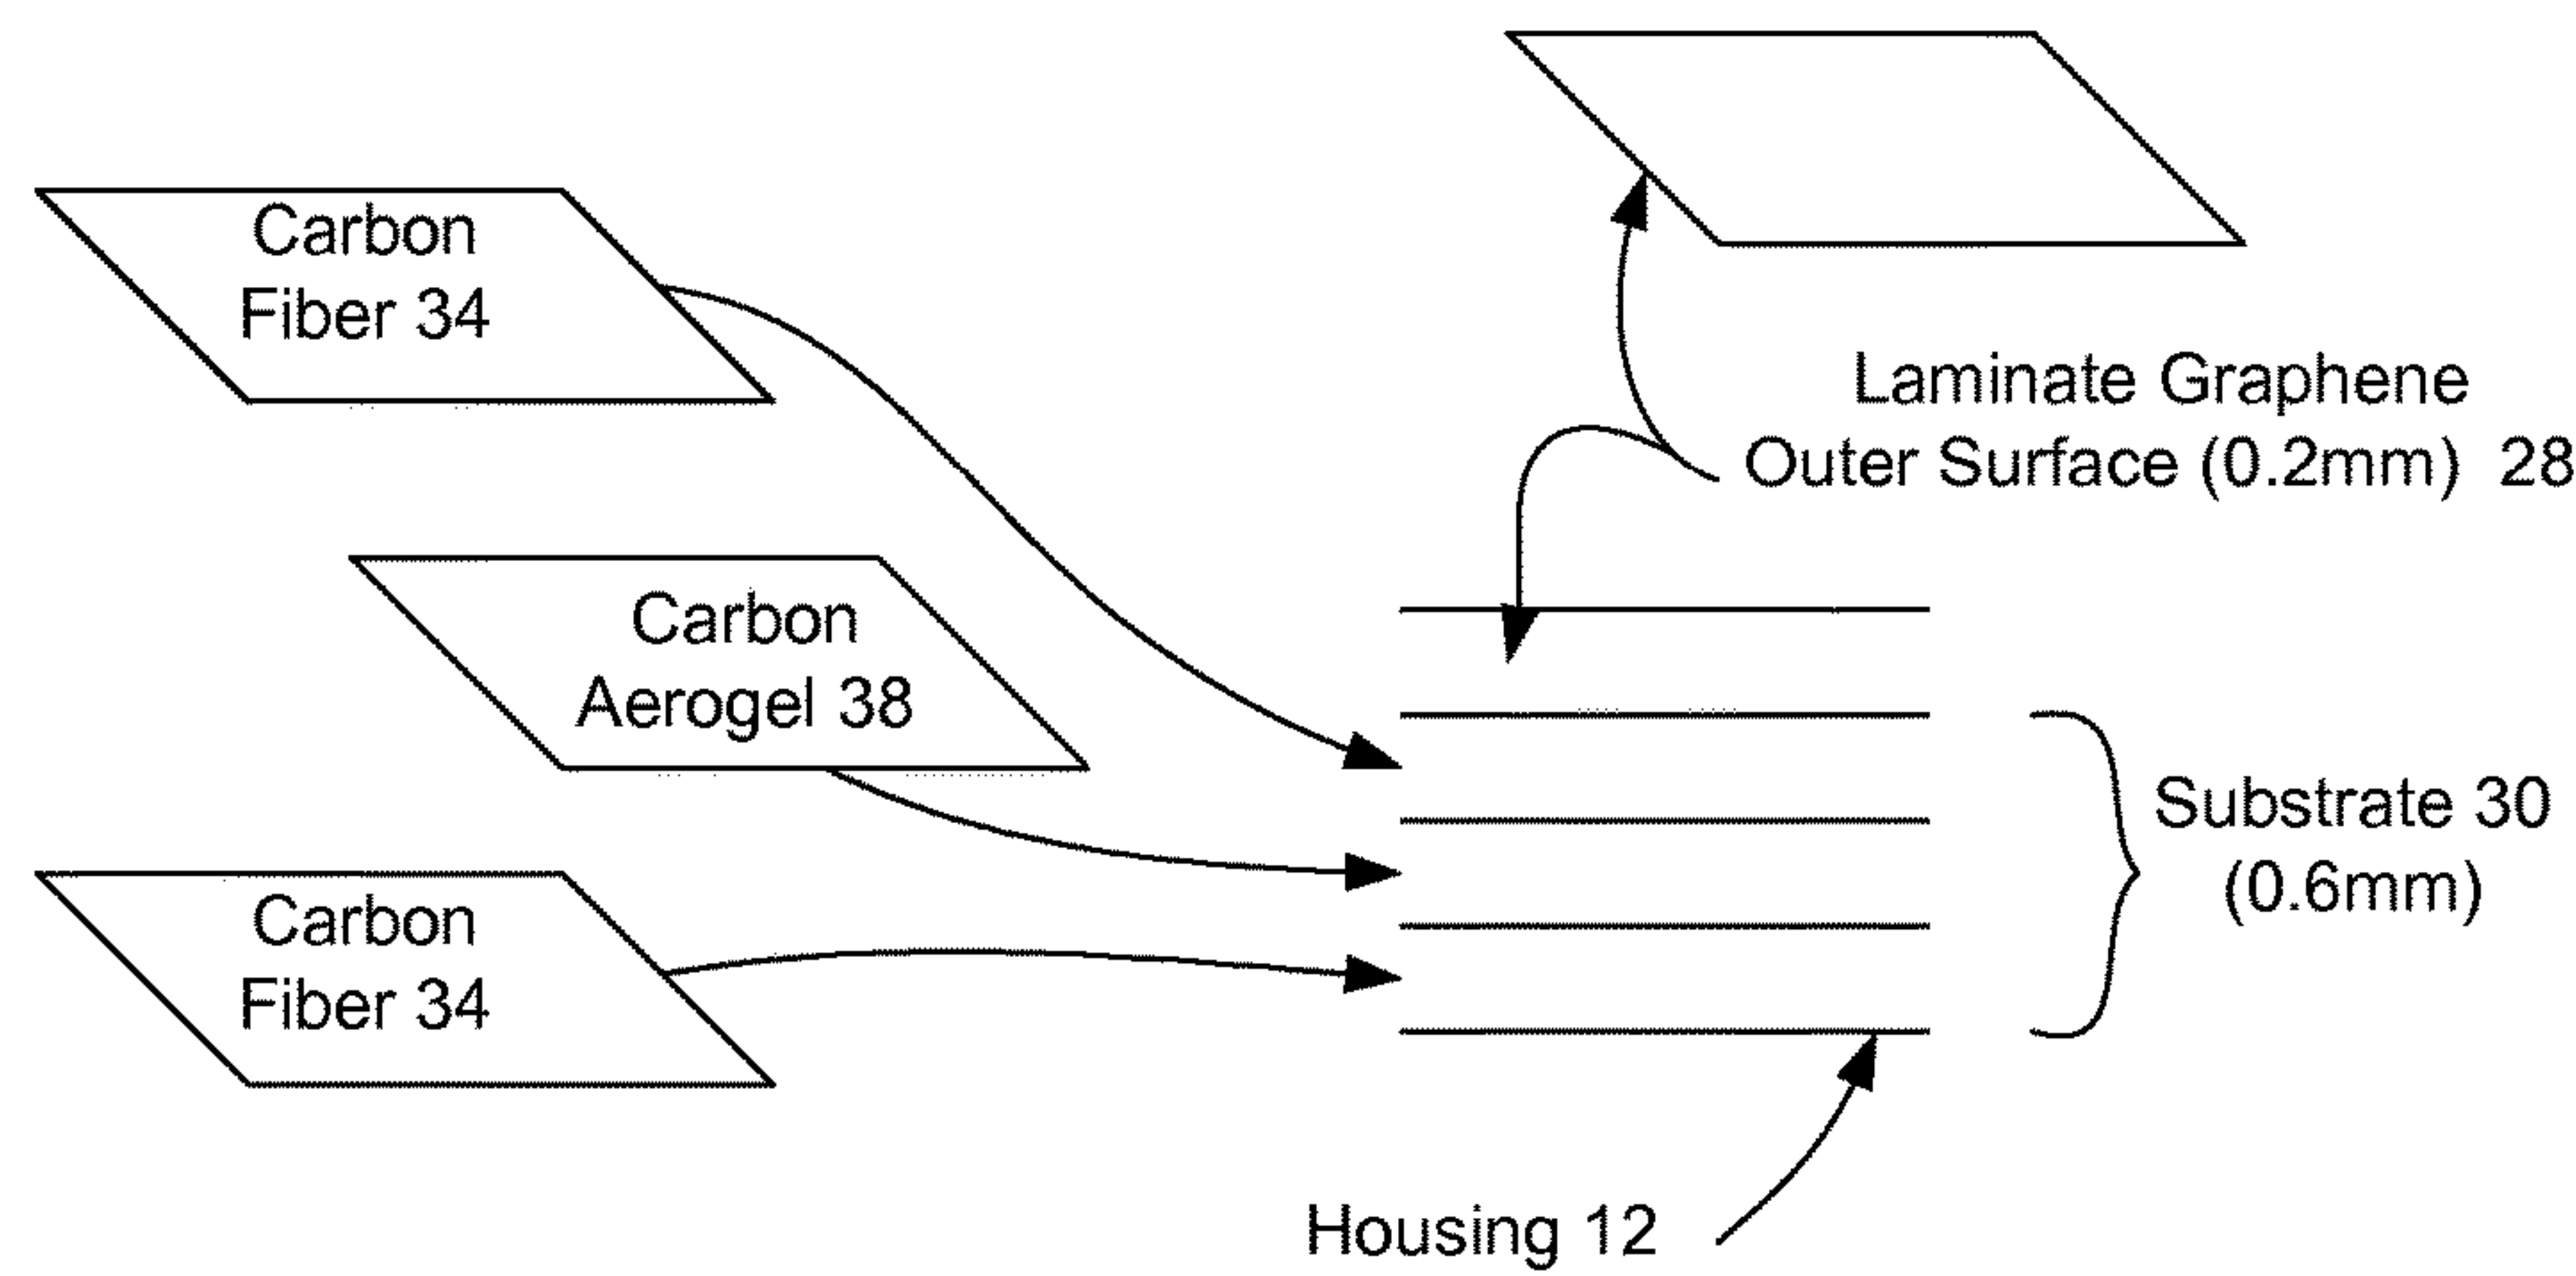 Carbon
Fiber 34
Laminate Graphene
Outer Surface (0.2mm) 28
Carbon
Aerogel 38
Substrate 30
(0.6mm)
Carbon
Fiber 34
Housing 12